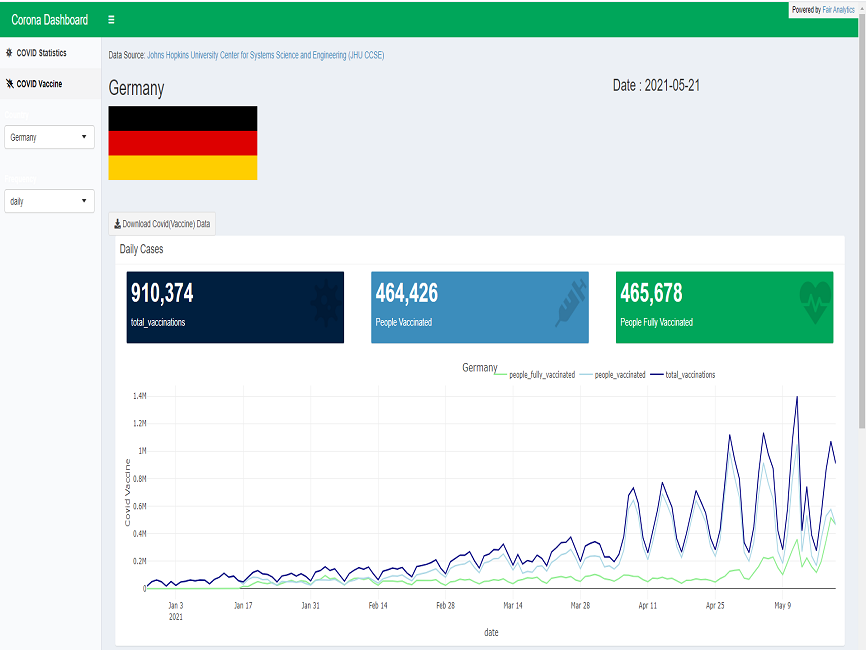 Corona Dashboard
Powered by Fair Analytics
COVID Statistics
COVID Vaccine
Germany
daily
Data Source: Johns Hopkins University Center for Systems Science and Engineering (JHU CCSE)
Germany
Date : 2021-05-21
Download Covid(Vaccine) Data
Daily Cases
910,374
total_vaccinations
464,426
People Vaccinated
465,678
People Fully Vaccinated
Germany
people_fully_vaccinated people_vaccinated total_vaccinations
1.4M
1.2M
1M
0.8M
0.6M
0.4M
0.2M
0
Covid Vaccine
Jan 3 Jan 17 Jan 31 Feb 14 Feb 28 Mar 14 Mar 28 Apr 11 Apr 25 May 9
2021
date